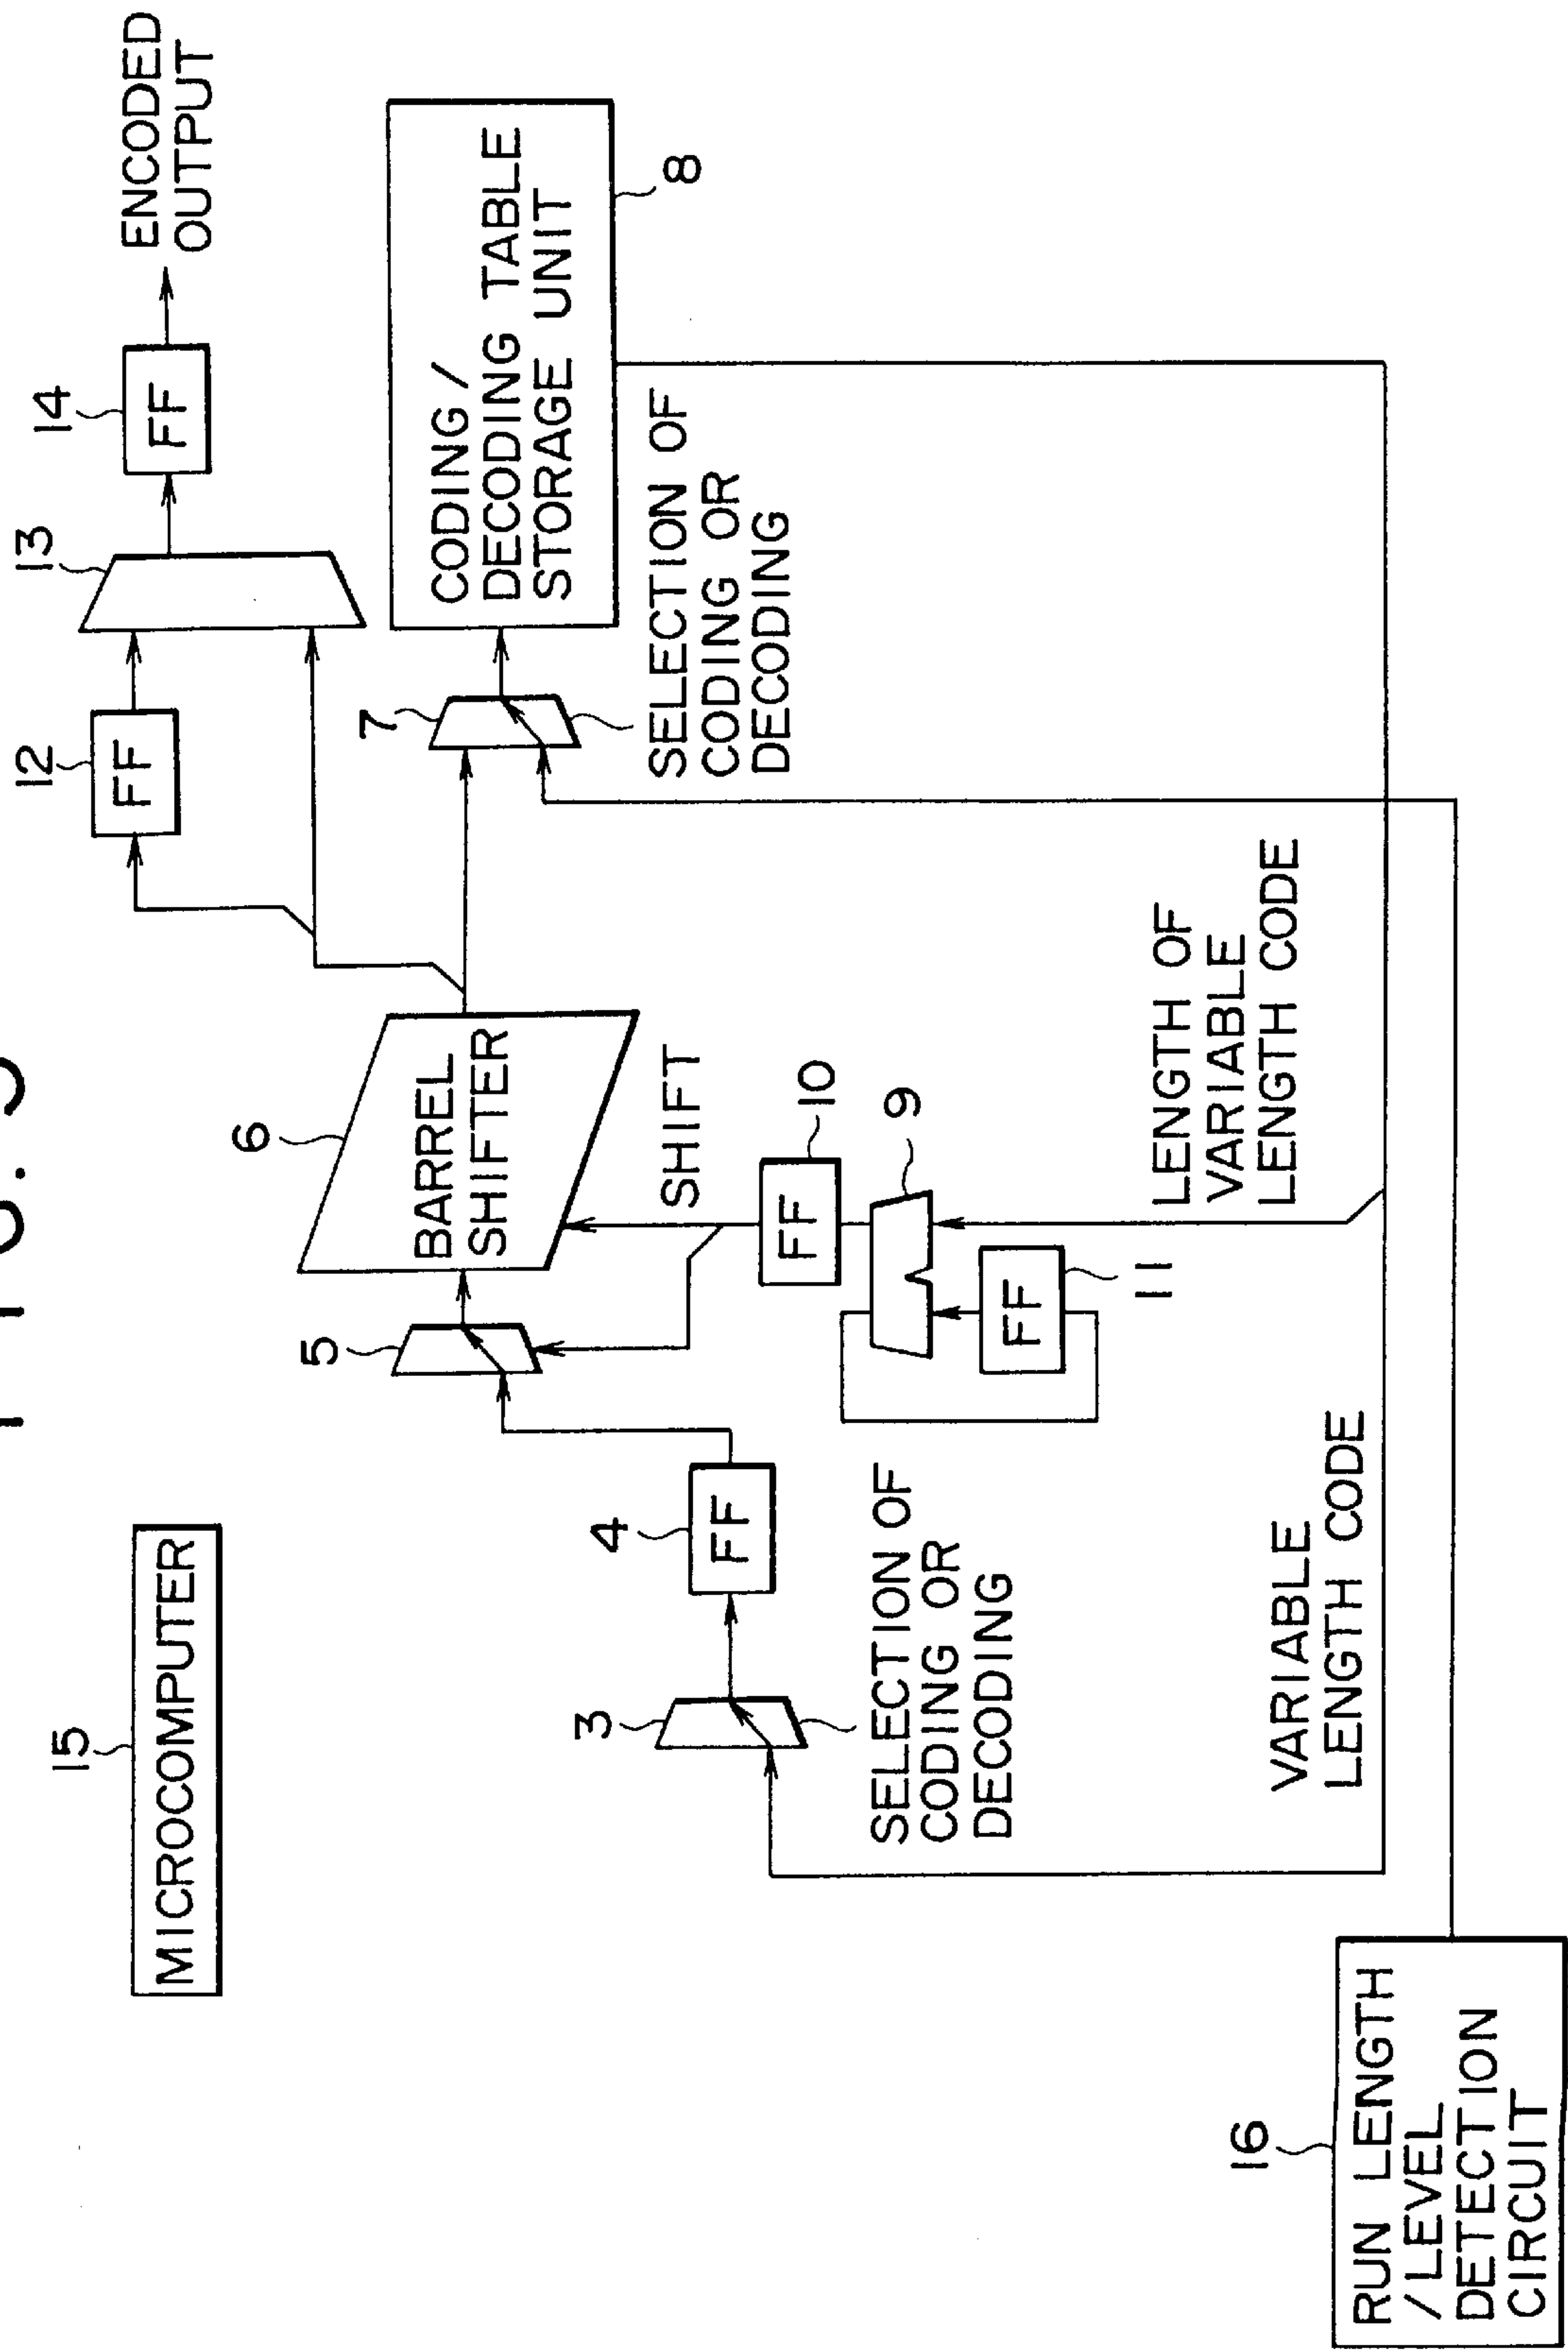 15
MICROCOMPUTER
12
FF
13
14
FF
ENCODED
OUTPUT
6
BARREL
SHIFTER
5
7
CODING /
DECODING TABLE
STORAGE UNIT
8
3
4
FF
SHIFT
SELECTION OF
CODING OR
DECODING
10
FF
9
SELECTION OF
CODING OR
DECODING
FF
11
LENGTH OF
VARIABLE
LENGTH CODE
VARIABLE
LENGTH CODE
16
RUN LENGTH
/LEVEL
DETECTION
CIRCUIT